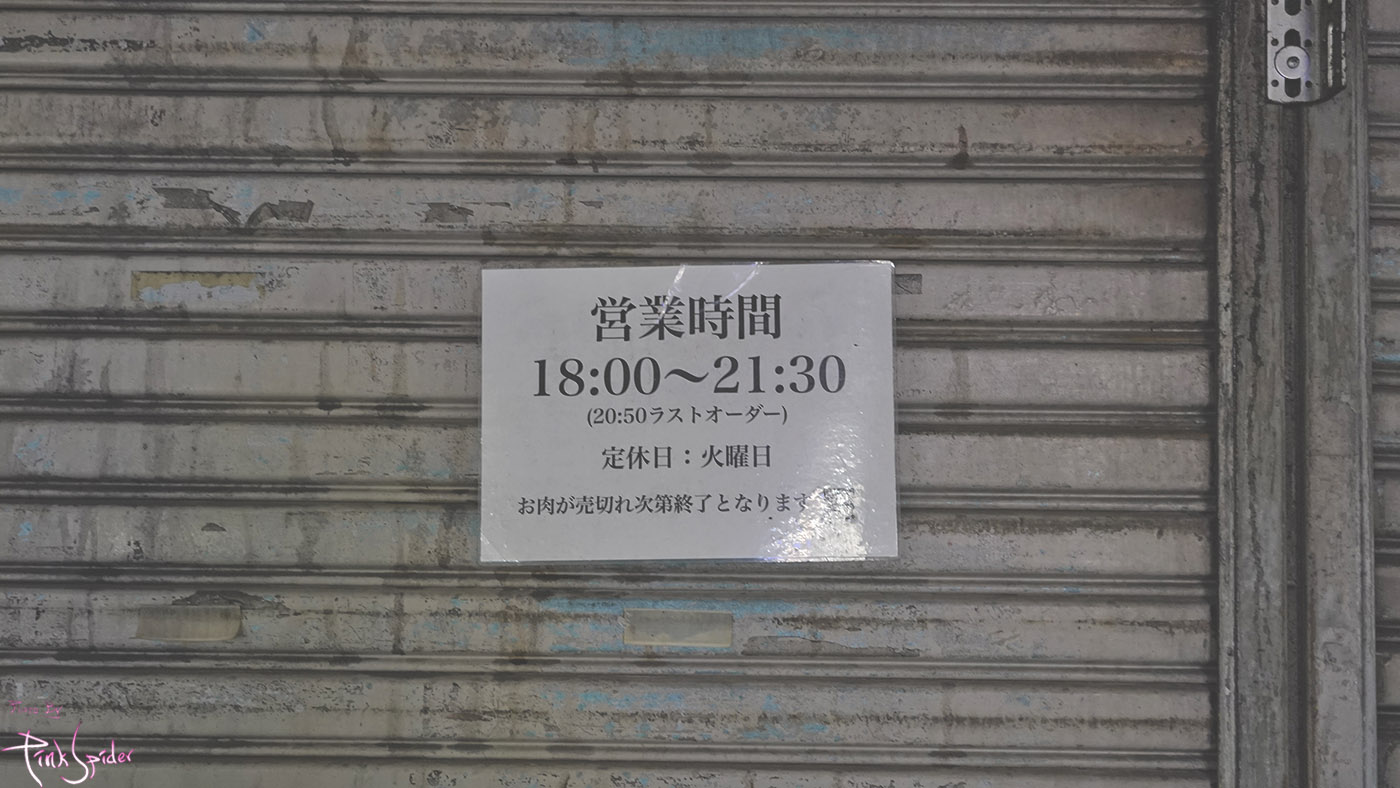 営業時間
18:00〜21:30
(20:50ラストオーダー)
定休日：火曜日
お肉が売切れ次第終了となります
Pink Spider